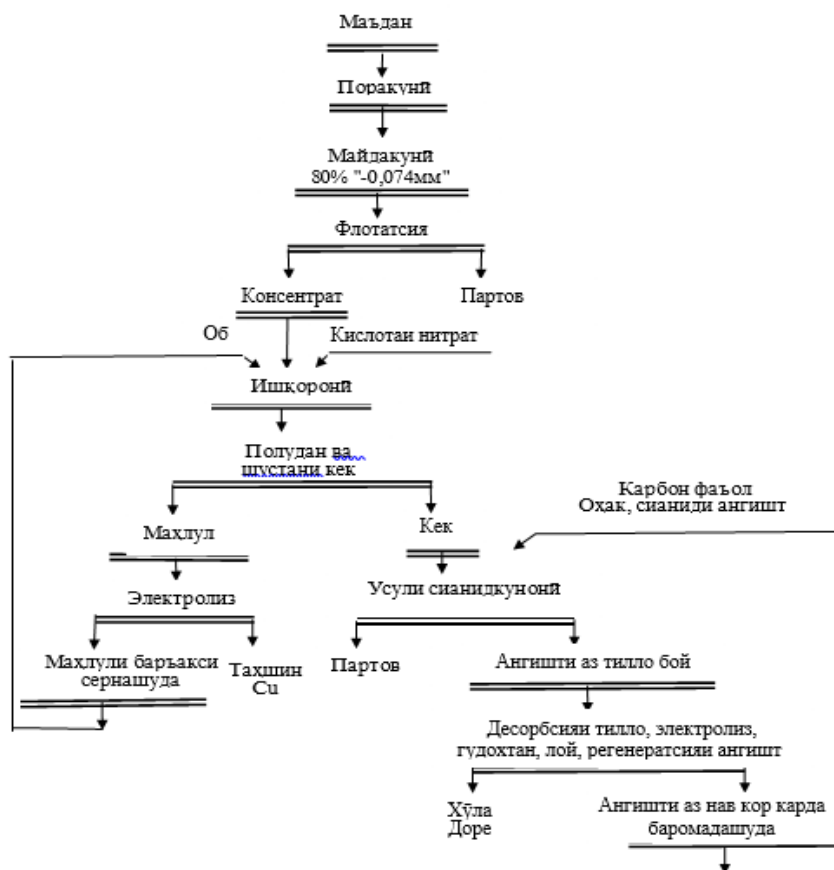 Маъдан
Поракунӣ
Майдакунӣ
80% "-0,074мм"
Флотатсия
Консентрат
Партов
Об
Кислотаи нитрат
Ишқоронӣ
Полудан ва
шустани кек
Карбон фаъол
Оҳак, сианиди ангишт
Маҳлул
Кек
Электролиз
Усули сианидкунонӣ
Маҳлули баръакси
сернашуда
Таҳшин
Cu
Партов
Ангишти аз тилло бой
Десорбсияи тилло, электролиз,
гудохтан, лой, регенератсияи ангишт
Хӯла
Доре
Ангишти аз нав кор карда
баромадашуда